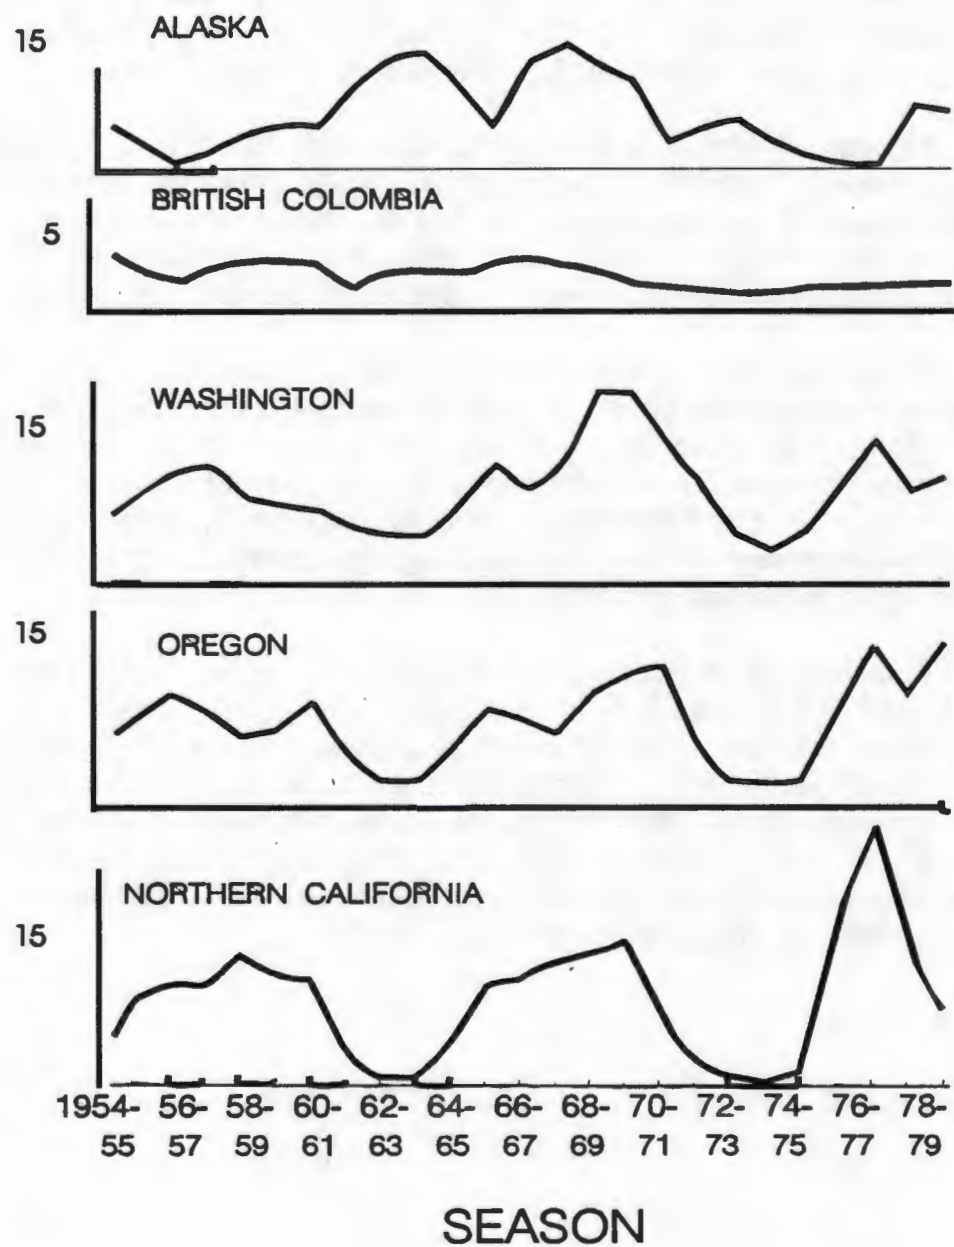 ALASKA
15
BRITISH COLOMBIA
5
WASHINGTON
15
OREGON
15
NORTHERN CALIFORNIA
15
1954- 56- 58- 60- 62- 64- 66- 68- 70- 72- 74- 76- 78-
55 57 59 61 63 65 67 69 71 73 75 77 79
SEASON